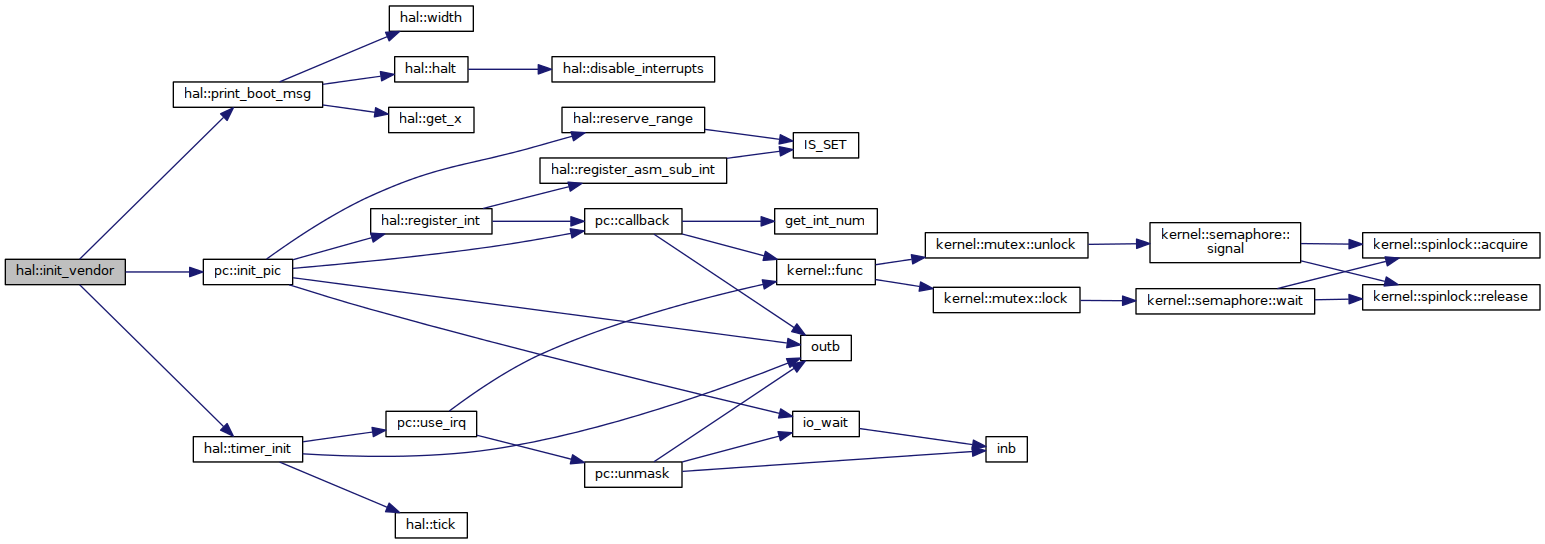 hal::width
hal::halt
hal::disable_interrupts
hal::print_boot_msg
hal::get_x
hal::reserve_range
IS_SET
hal::register_asm_sub_int
hal::register_int
pc::callback
get_int_num
kernel::mutex::unlock
kernel::semaphore::
signal
kernel::spinlock::acquire
hal::init_vendor
pc::init_pic
kernel::func
kernel::mutex::lock
kernel::semaphore::wait
kernel::spinlock::release
outb
pc::use_irq
io_wait
hal::timer_init
pc::unmask
inb
hal::tick